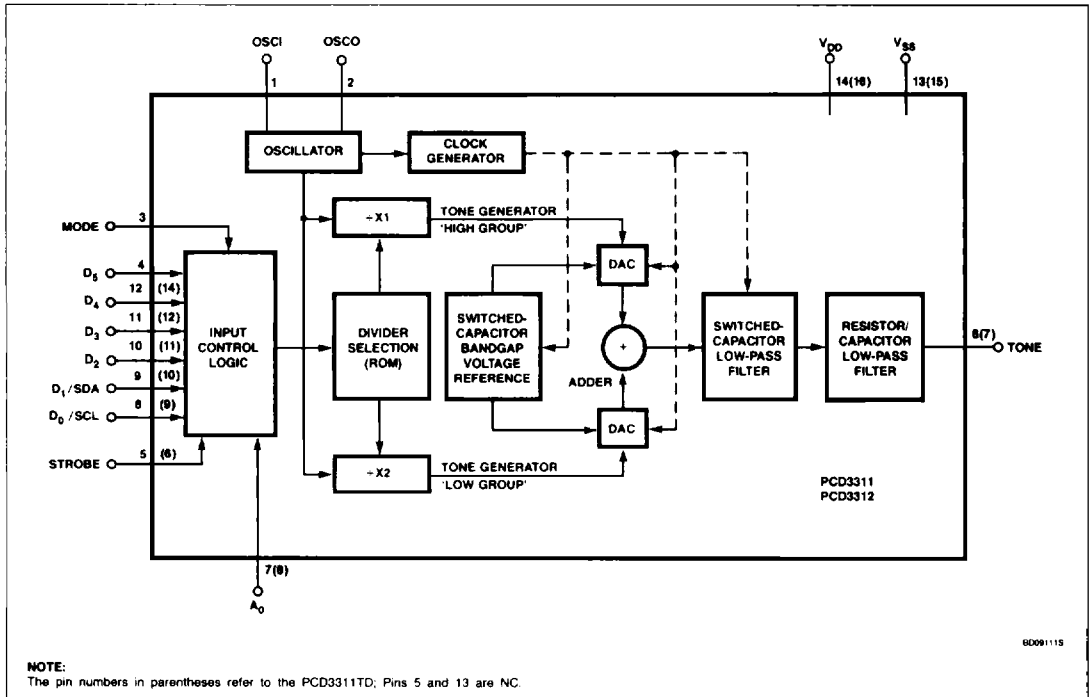 OSCI
OSCO
V_DD
V_SS
1
2
14(16)
13(15)
OSCILLATOR
CLOCK
GENERATOR
÷X1
TONE GENERATOR
'HIGH GROUP'
MODE
3
D5
4
D4
12 (14)
D3
11 (12)
D2
10 (11)
D1/SDA
9 (10)
D0/SCL
8 (9)
STROBE
5 (6)
INPUT
CONTROL
LOGIC
DIVIDER
SELECTION
(ROM)
SWITCHED-
CAPACITOR
BANDGAP
VOLTAGE
REFERENCE
DAC
+
ADDER
DAC
SWITCHED-
CAPACITOR
LOW-PASS
FILTER
RESISTOR/
CAPACITOR
LOW-PASS
FILTER
6(7)
TONE
÷X2
TONE GENERATOR
'LOW GROUP'
PCD3311
PCD3312
7(8)
A0
BD09111S
NOTE:
The pin numbers in parentheses refer to the PCD3311TD; Pins 5 and 13 are NC.